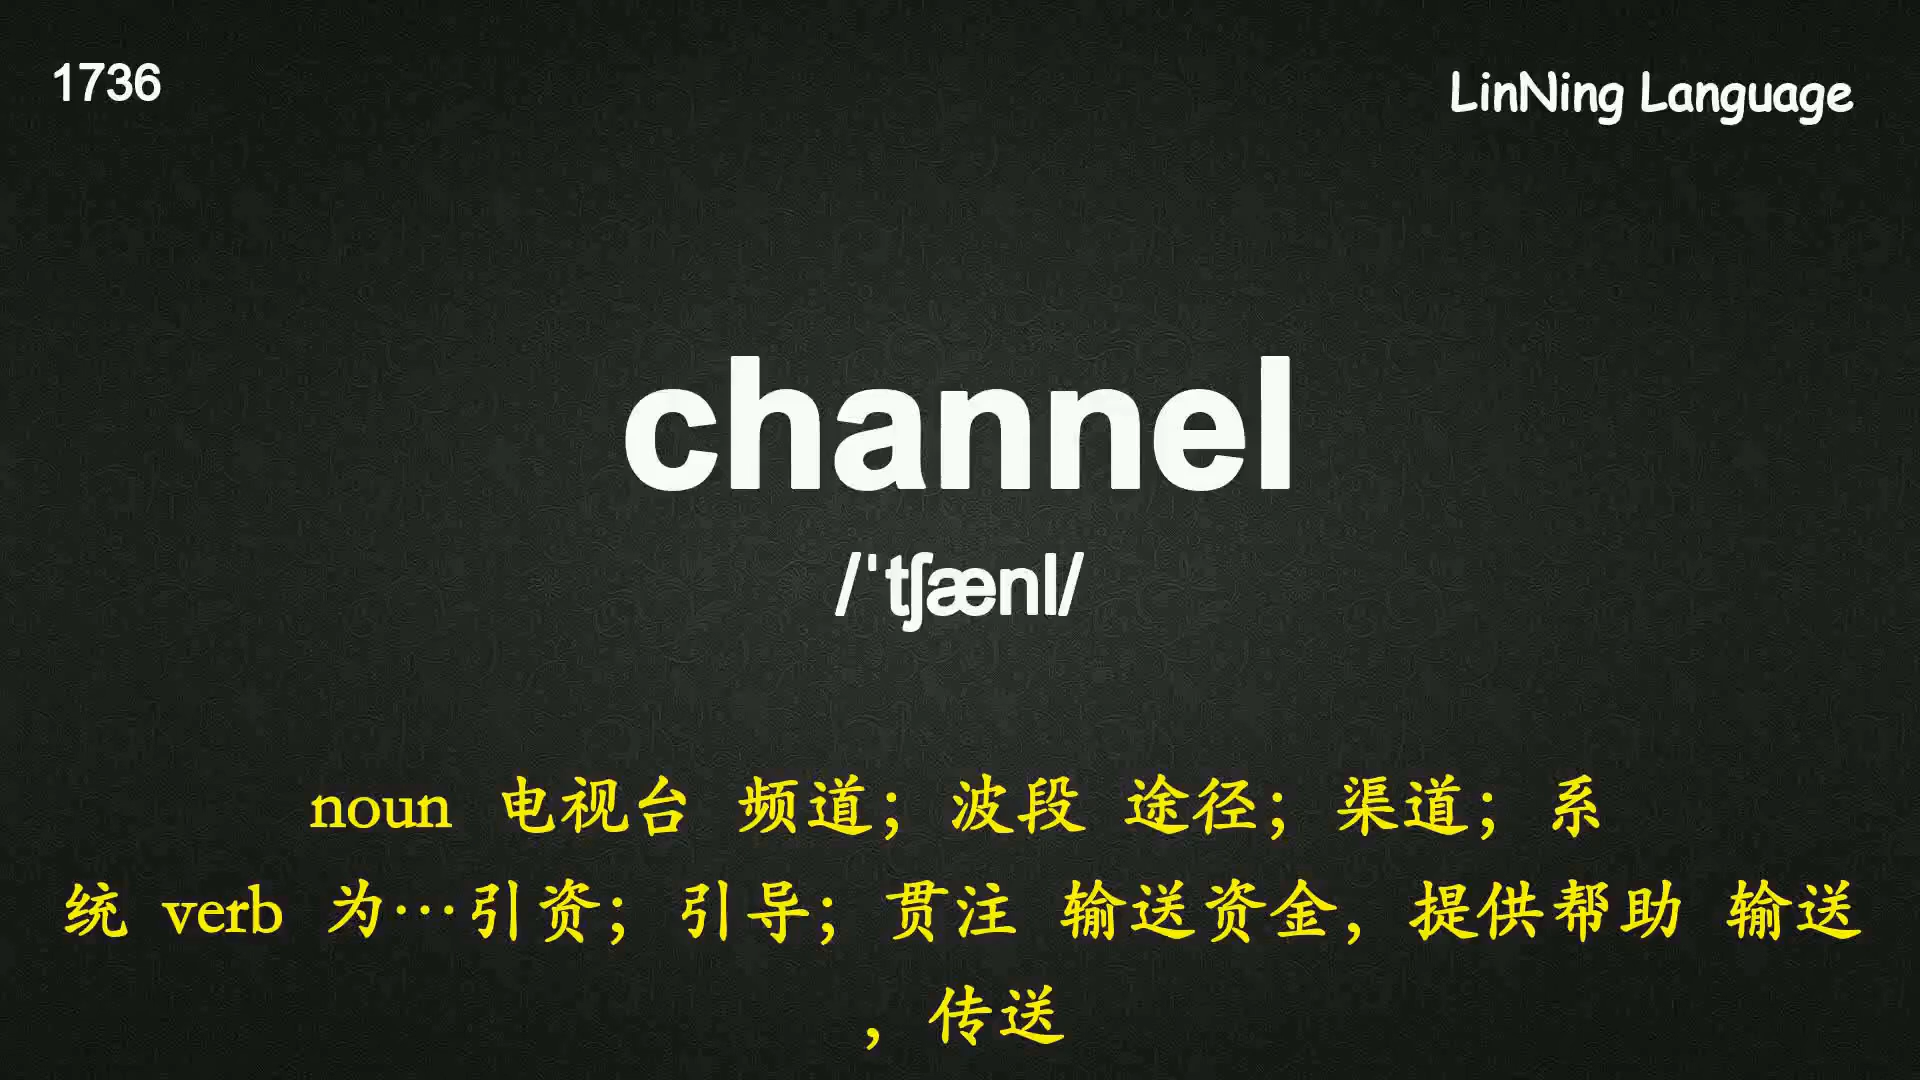 1736
LinNing Language
channel
/ˈtʃænl/
noun 电视台 频道；波段 途径；渠道；系
统 verb 为…引资；引导；贯注 输送资金，提供帮助 输送
，传送